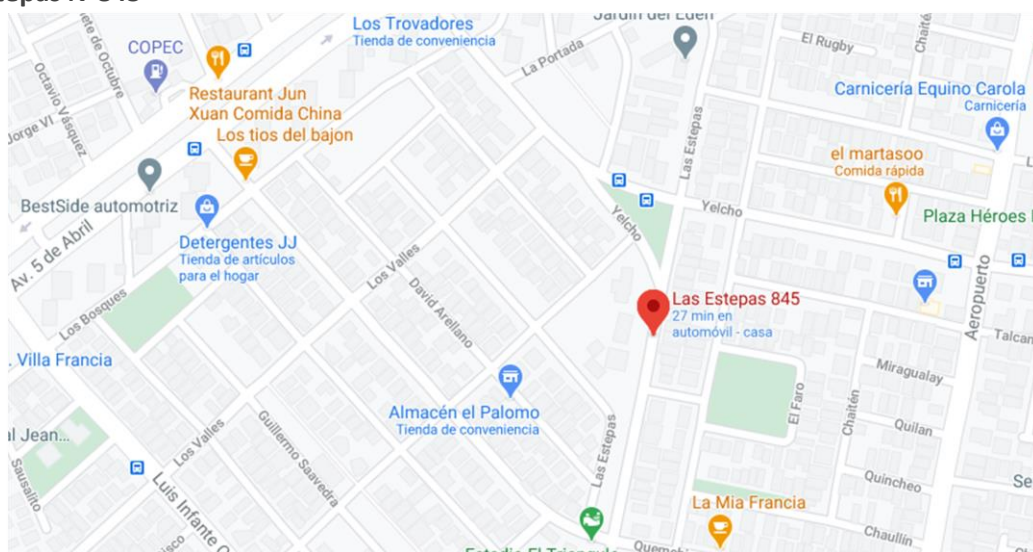 COPEC
Los Trovadores
Tienda de conveniencia
Jardín del Edén
El Rugby
La Portada
Octavio Vásquez
Jorge VI
Restaurant Jun
Xuan Comida China
Los tios del bajon
Las Estepas
Carnicería Equino Carola
Carnicería
el martasoo
Comida rápida
BestSide automotriz
Yelcho
Yelcho
Plaza Héroes
Av. 5 de Abril
Detergentes JJ
Tienda de artículos
para el hogar
Los Valles
David Arellano
Los Bosques
Las Estepas 845
27 min en
automóvil - casa
Aeropuerto
Villa Francia
Miragualay
El Faro
Chaitén
Almacén el Palomo
Tienda de conveniencia
Quilan
Jean...
Los Valles
Guillermo Saavedra
Las Estepas
Sausalito
Luis Infante
Quincheo
La Mia Francia
Chaullín